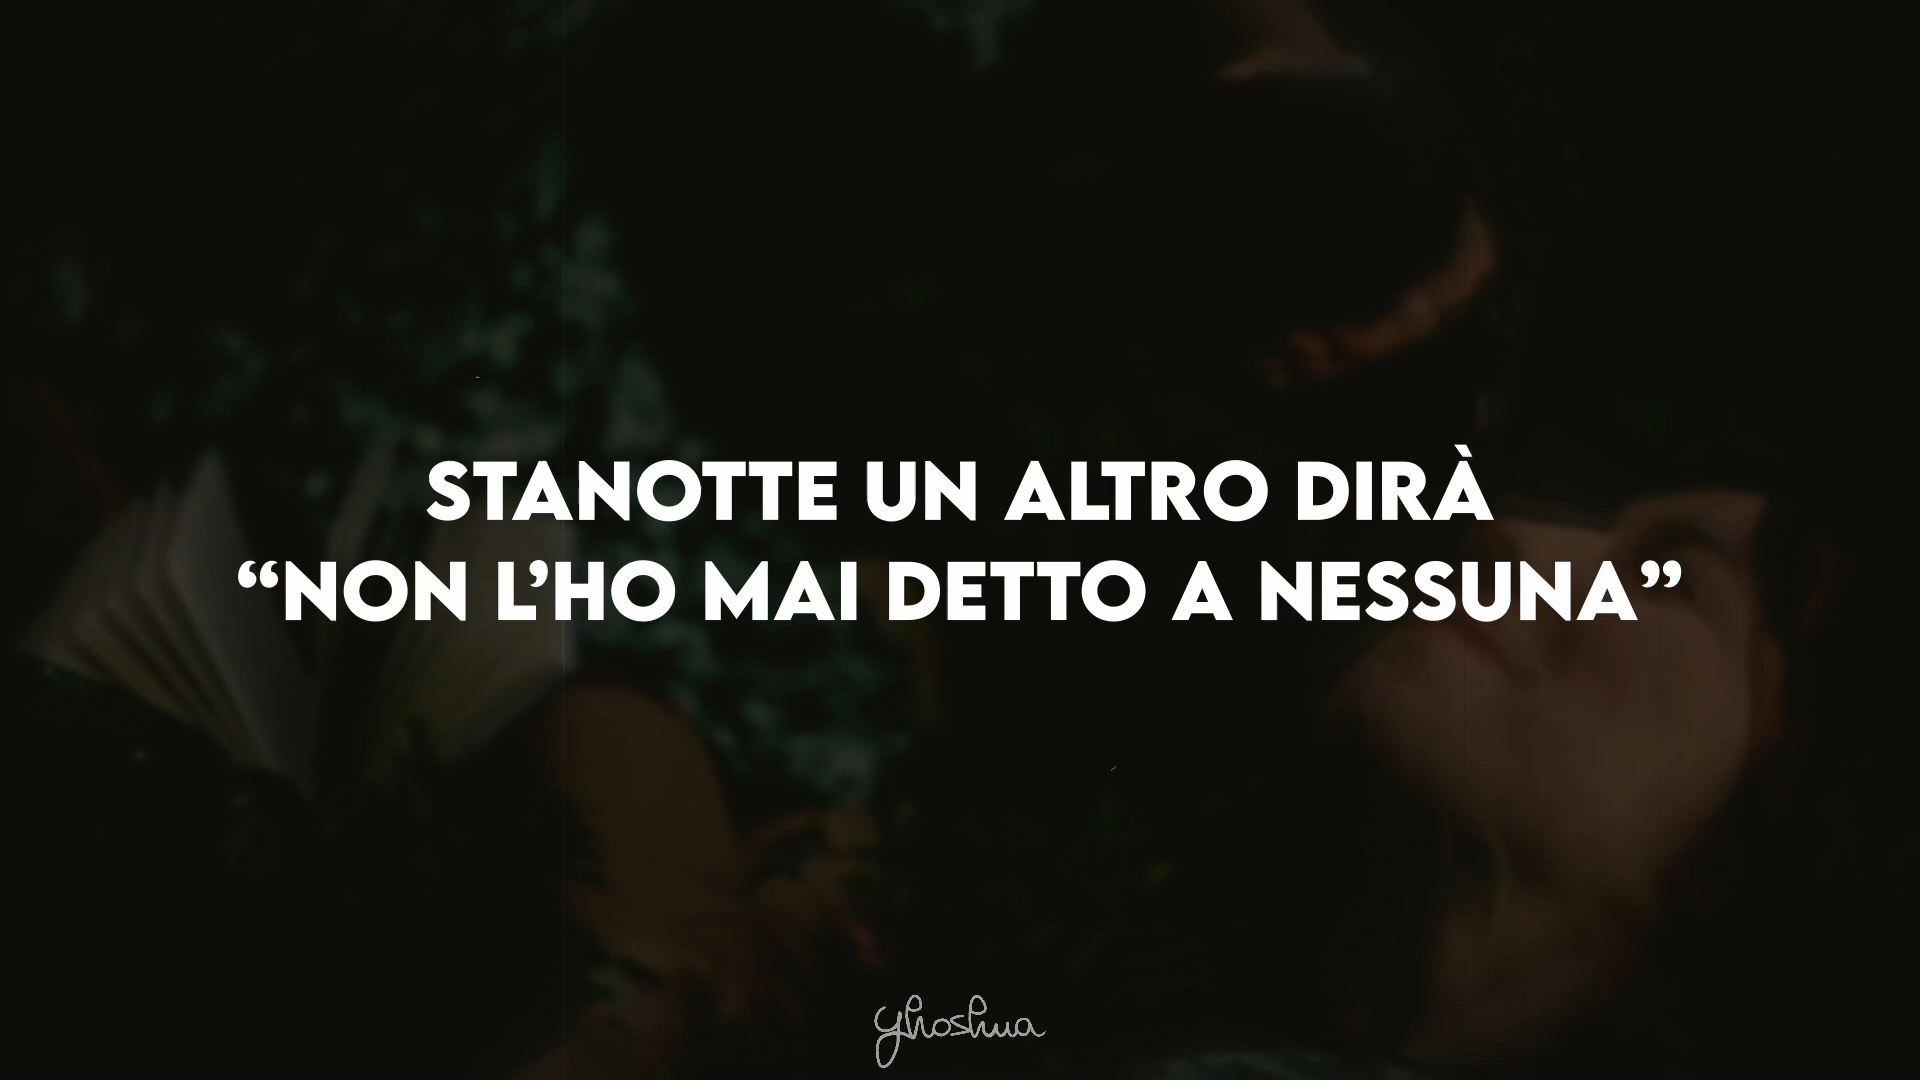 STANOTTE UN ALTRO DIRÀ
“NON L’HO MAI DETTO A NESSUNA”
ghoshua